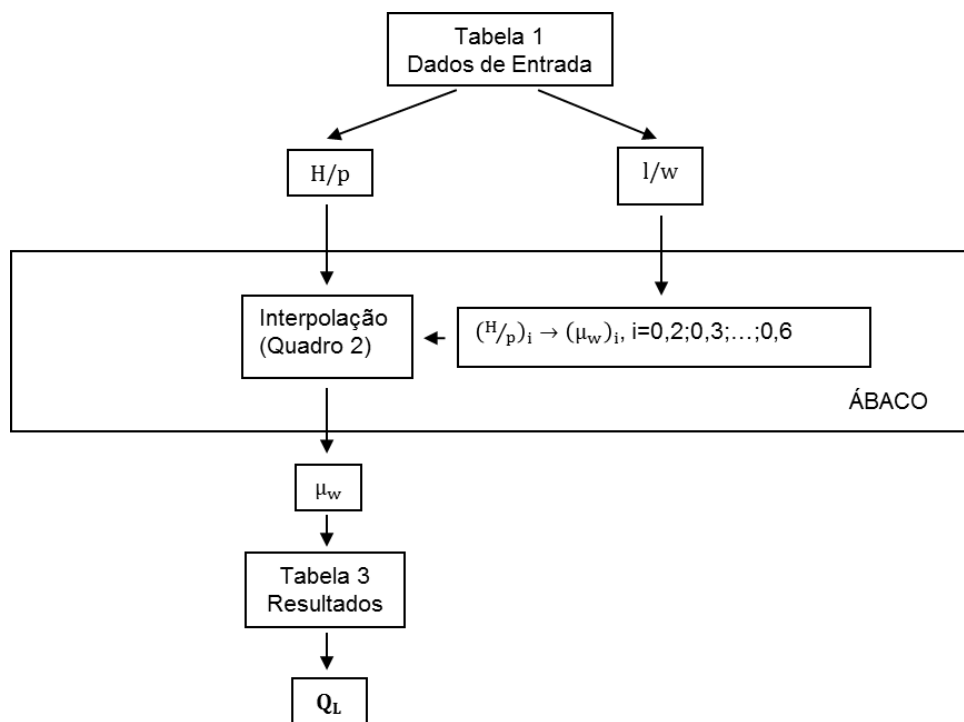 Tabela 1
Dados de Entrada
H/p
l/w
Interpolação
(Quadro 2)
(H/p)i → (μw)i, i=0,2;0,3;…;0,6
ÁBACO
μw
Tabela 3
Resultados
QL